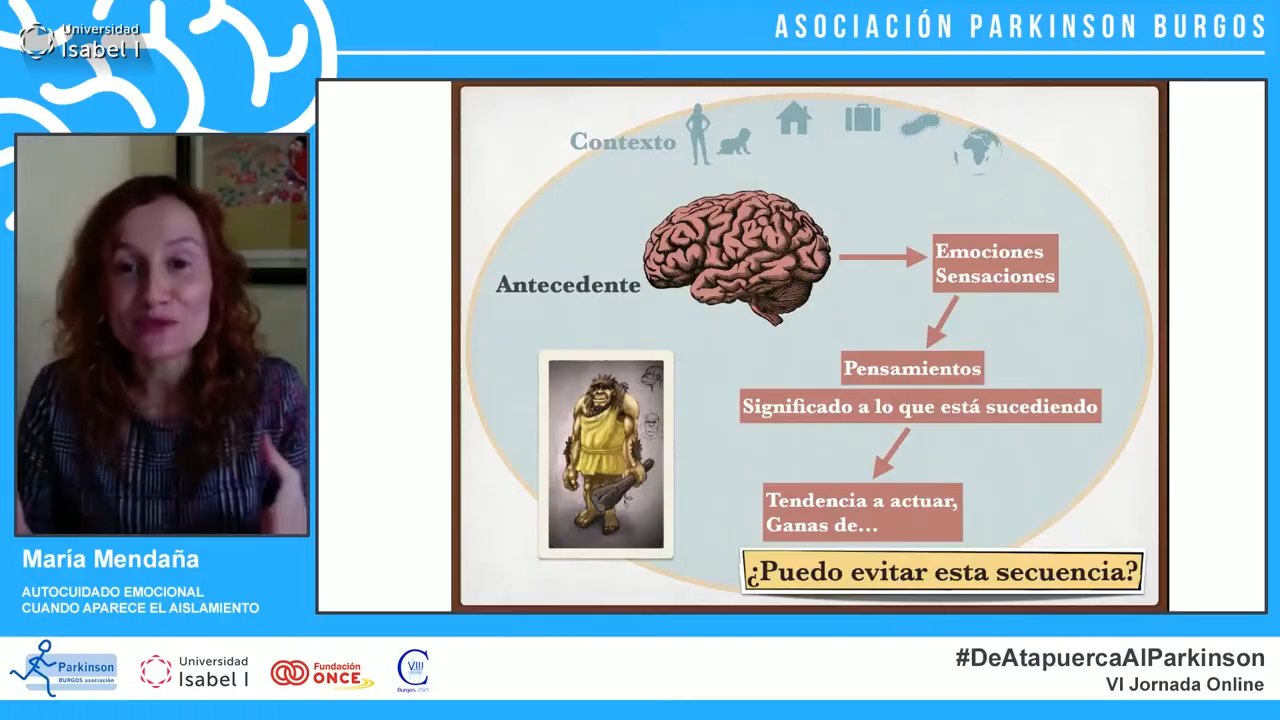 Universidad
Isabel I
ASOCIACIÓN PARKINSON BURGOS
Contexto
Antecedente
Emociones
Sensaciones
Pensamientos
Significado a lo que está sucediendo
Tendencia a actuar,
Ganas de...
¿Puedo evitar esta secuencia?
María Mendaña
AUTOCUIDADO EMOCIONAL
CUANDO APARECE EL AISLAMIENTO
Parkinson
BURGOS asociación
Universidad
Isabel I
Fundación
ONCE
VIII
#DeAtapuercaAlParkinson
VI Jornada Online